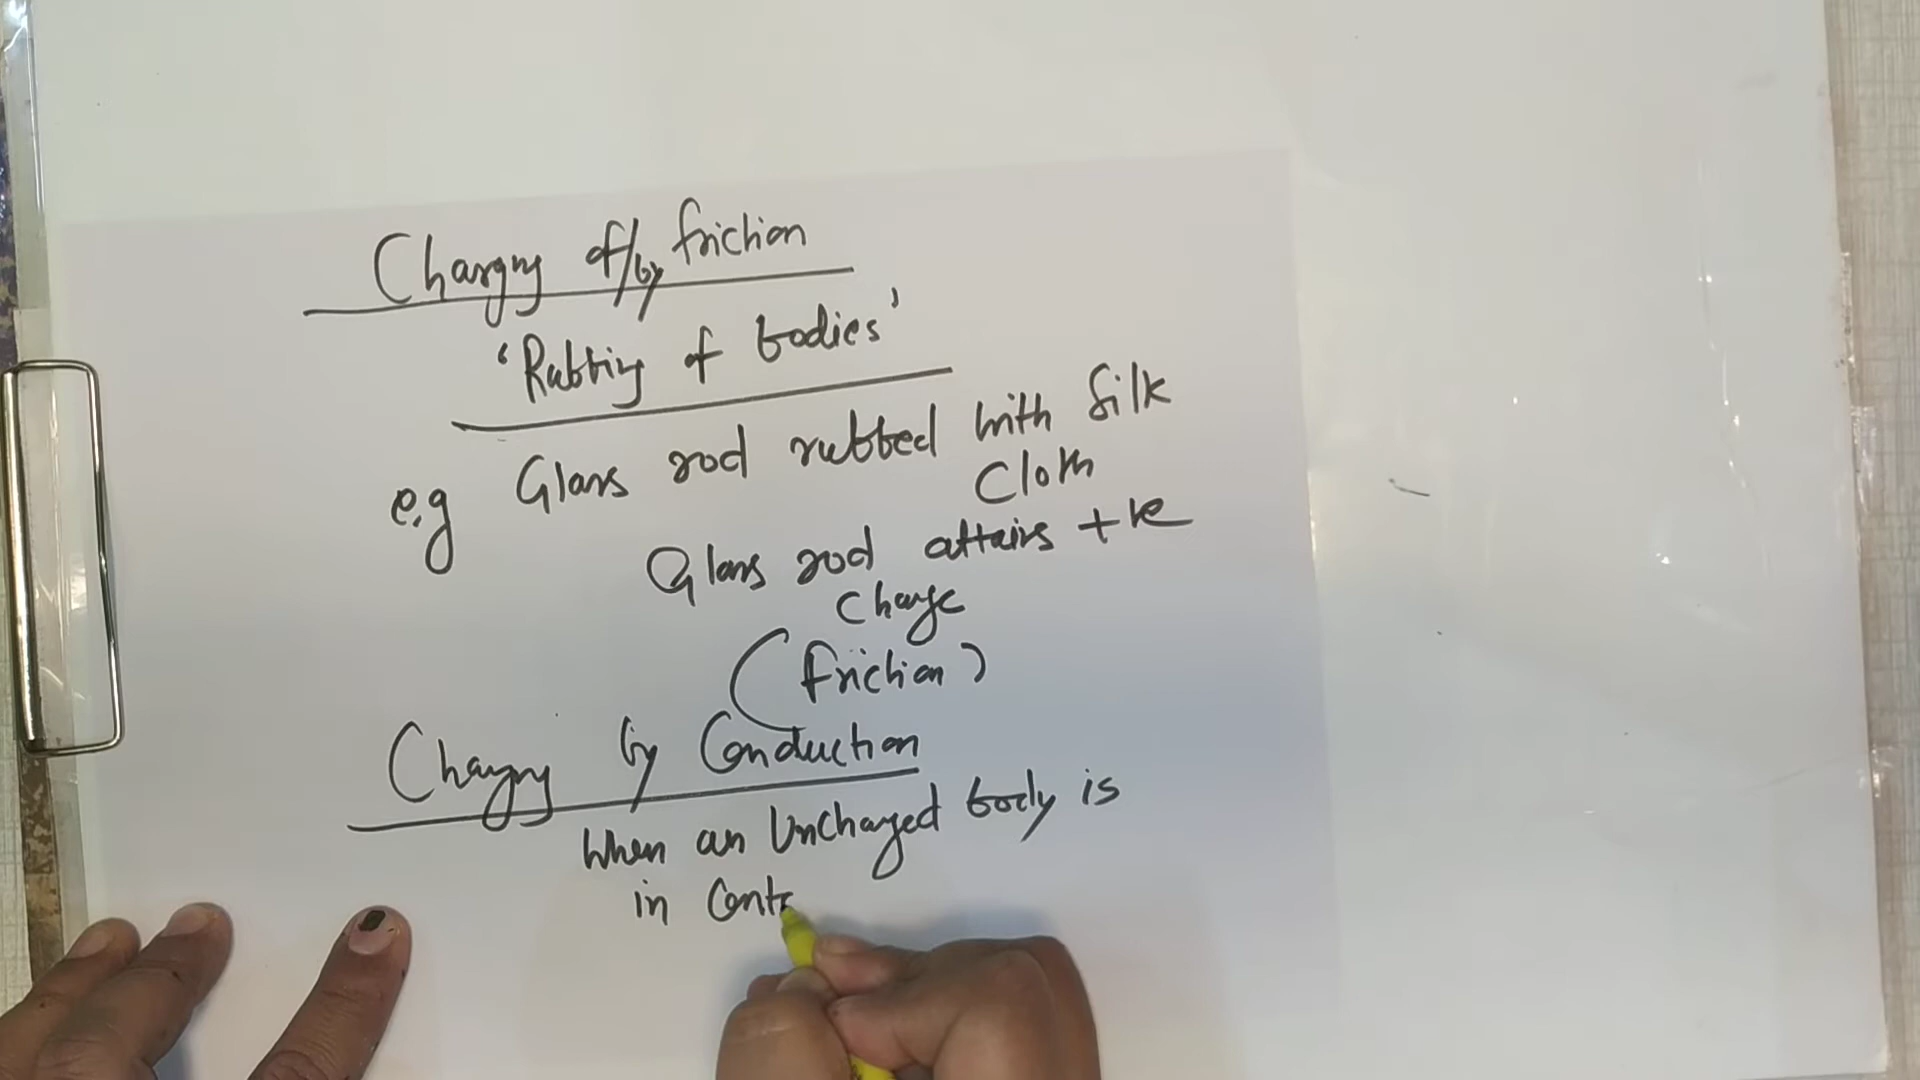 Charging of/by friction
'Rubbing of bodies'
e.g Glass rod rubbed with Silk
Cloth
Glass rod attains +ve
Charge
(friction)
Charging by Conduction
When an Uncharged body is
in Conta